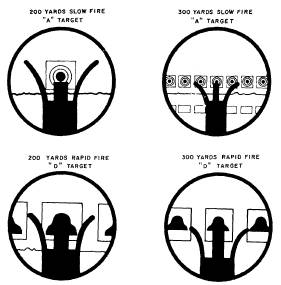 200 YARDS SLOW FIRE
"A" TARGET
300 YARDS SLOW FIRE
"A" TARGET
200 YARDS RAPID FIRE
"D" TARGET
300 YARDS RAPID FIRE
"D" TARGET